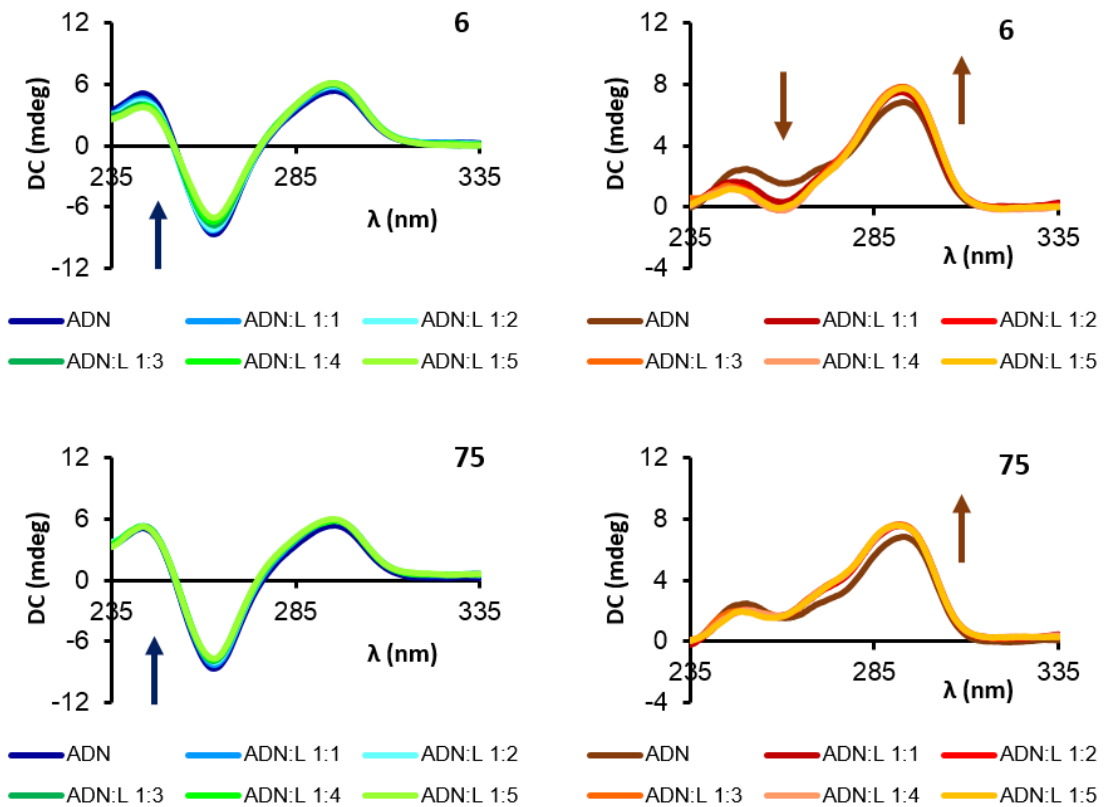 12
6
0
-6
-12
235
285
335
DC (mdeg)
λ (nm)
6
ADN
ADN:L 1:1
ADN:L 1:2
ADN:L 1:3
ADN:L 1:4
ADN:L 1:5
12
8
4
0
-4
235
285
335
DC (mdeg)
λ (nm)
6
ADN
ADN:L 1:1
ADN:L 1:2
ADN:L 1:3
ADN:L 1:4
ADN:L 1:5
12
6
0
-6
-12
235
285
335
DC (mdeg)
λ (nm)
75
ADN
ADN:L 1:1
ADN:L 1:2
ADN:L 1:3
ADN:L 1:4
ADN:L 1:5
12
8
4
0
-4
235
285
335
DC (mdeg)
λ (nm)
75
ADN
ADN:L 1:1
ADN:L 1:2
ADN:L 1:3
ADN:L 1:4
ADN:L 1:5